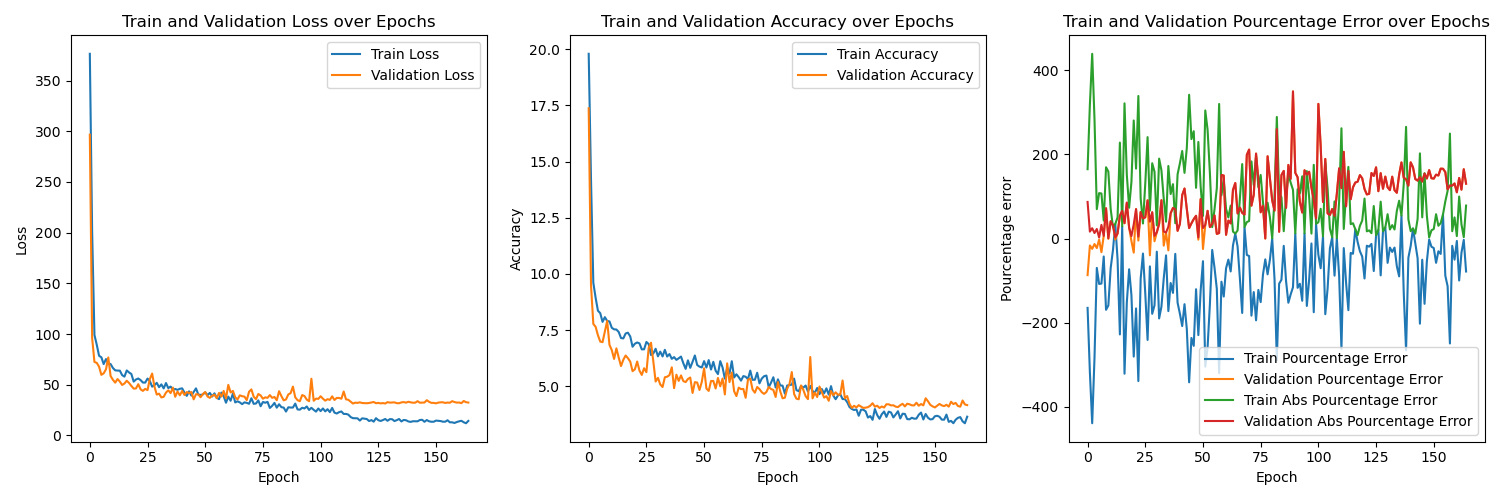 Train and Validation Loss over Epochs
Train Loss
Validation Loss
350
300
250
200
150
100
50
0
Loss
0 25 50 75 100 125 150
Epoch
Train and Validation Accuracy over Epochs
Train Accuracy
Validation Accuracy
20.0
17.5
15.0
12.5
10.0
7.5
5.0
Accuracy
0 25 50 75 100 125 150
Epoch
Train and Validation Pourcentage Error over Epochs
400
200
0
−200
−400
Pourcentage error
Train Pourcentage Error
Validation Pourcentage Error
Train Abs Pourcentage Error
Validation Abs Pourcentage Error
0 25 50 75 100 125 150
Epoch